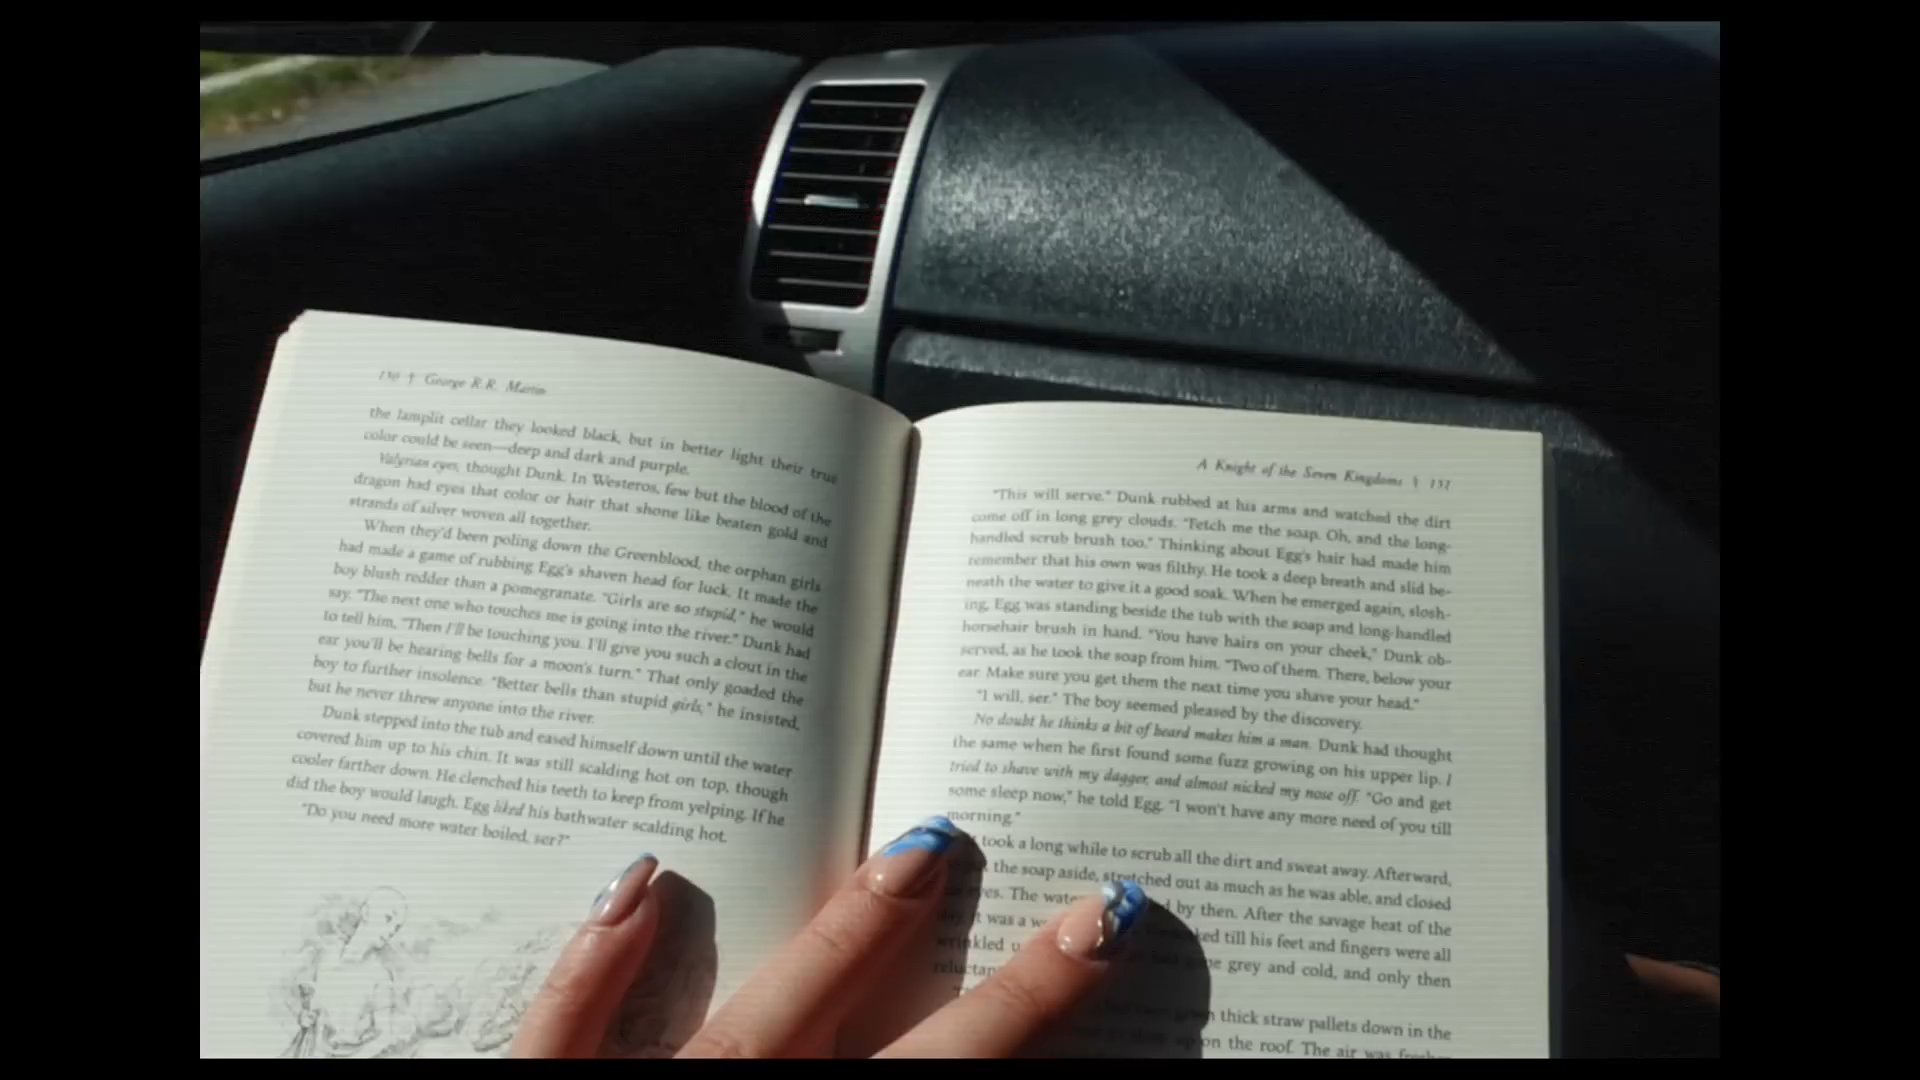 150 † George R.R. Martin
the lamplit cellar they looked black, but in better light their true
color could be seen—deep and dark and purple.
Valyrian eyes, thought Dunk. In Westeros, few but the blood of the
dragon had eyes that color or hair that shone like beaten gold and
strands of silver woven all together.
When they'd been poling down the Greenblood, the orphan girls
had made a game of rubbing Egg's shaven head for luck. It made the
boy blush redder than a pomegranate. "Girls are so stupid," he would
say. "The next one who touches me is going into the river." Dunk had
to tell him, "Then I'll be touching you. I'll give you such a clout in the
ear you'll be hearing bells for a moon's turn." That only goaded the
boy to further insolence. "Better bells than stupid girls," he insisted,
but he never threw anyone into the river.
Dunk stepped into the tub and eased himself down until the water
covered him up to his chin. It was still scalding hot on top, though
cooler farther down. He clenched his teeth to keep from yelping. If he
did the boy would laugh. Egg liked his bathwater scalding hot.
"Do you need more water boiled, ser?"
A Knight of the Seven Kingdoms † 151
"This will serve." Dunk rubbed at his arms and watched the dirt
come off in long grey clouds. "Fetch me the soap. Oh, and the long-
handled scrub brush too." Thinking about Egg's hair had made him
remember that his own was filthy. He took a deep breath and slid be-
neath the water to give it a good soak. When he emerged again, slosh-
ing, Egg was standing beside the tub with the soap and long-handled
horsehair brush in hand. "You have hairs on your cheek," Dunk ob-
served, as he took the soap from him. "Two of them. There, below your
ear. Make sure you get them the next time you shave your head."
"I will, ser." The boy seemed pleased by the discovery.
No doubt he thinks a bit of beard makes him a man. Dunk had thought
the same when he first found some fuzz growing on his upper lip. I
tried to shave with my dagger, and almost nicked my nose off. "Go and get
some sleep now," he told Egg. "I won't have any more need of you till
morning."
took a long while to scrub all the dirt and sweat away. Afterward,
the soap aside, stretched out as much as he was able, and closed
eyes. The water by then. After the savage heat of the
it was a till his feet and fingers were all
wrinkled grey and cold, and only then
thick straw pallets down in the
on the roof. The air was fresher